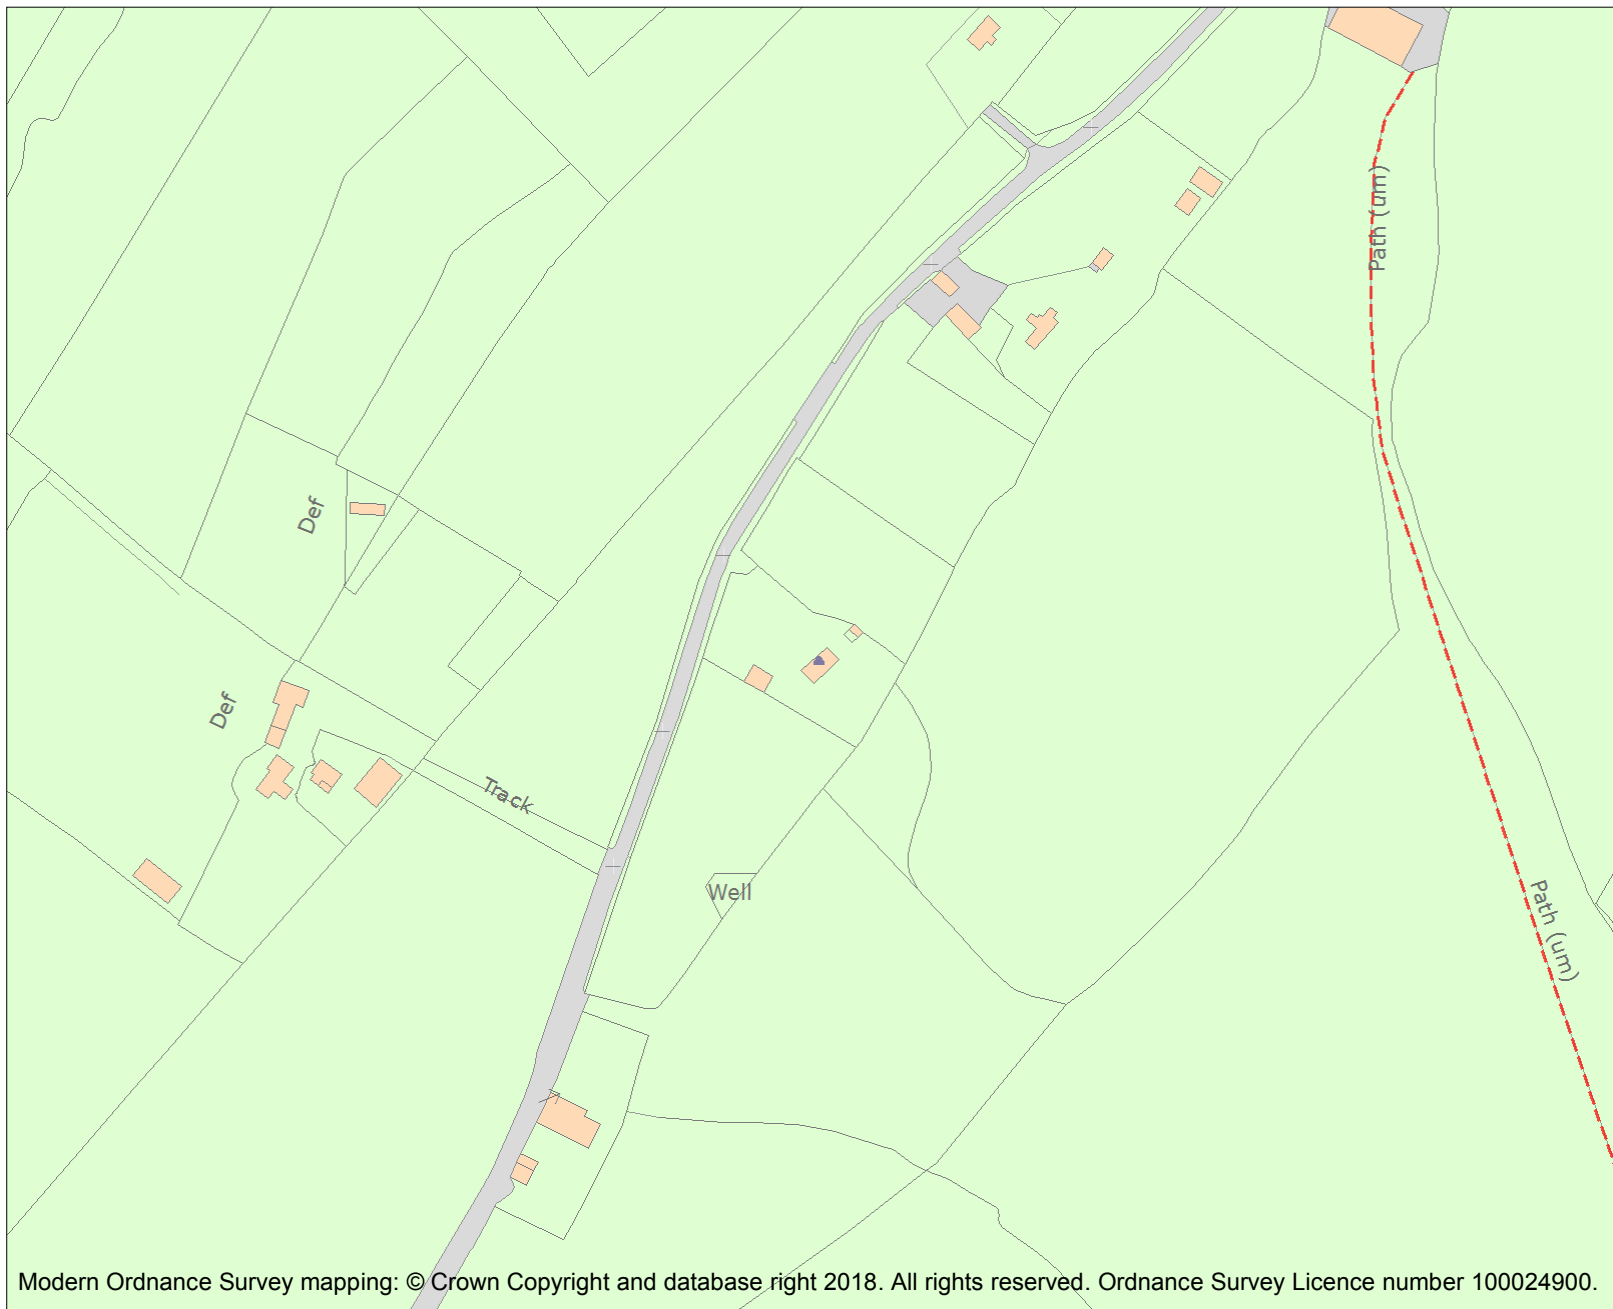 Path (um)
Def
Def
Track
Well
Path (um)
Modern Ordnance Survey mapping: © Crown Copyright and database right 2018. All rights reserved. Ordnance Survey Licence number 100024900.